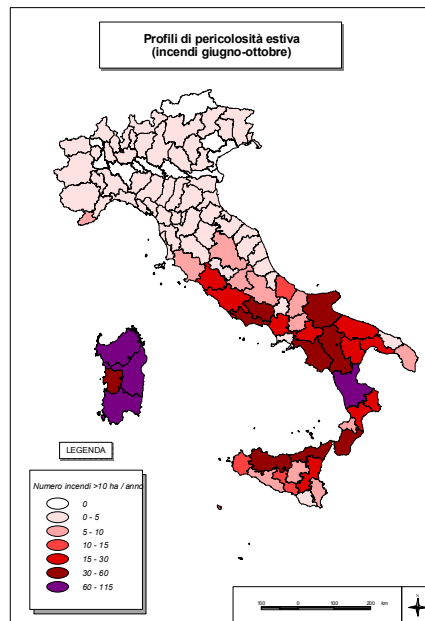 Profili di pericolosità estiva
(incendi giugno-ottobre)
LEGENDA
Numero incendi >10 ha / anno
0
0 - 5
5 - 10
10 - 15
15 - 30
30 - 60
60 - 115
100 0 100 200
km
N